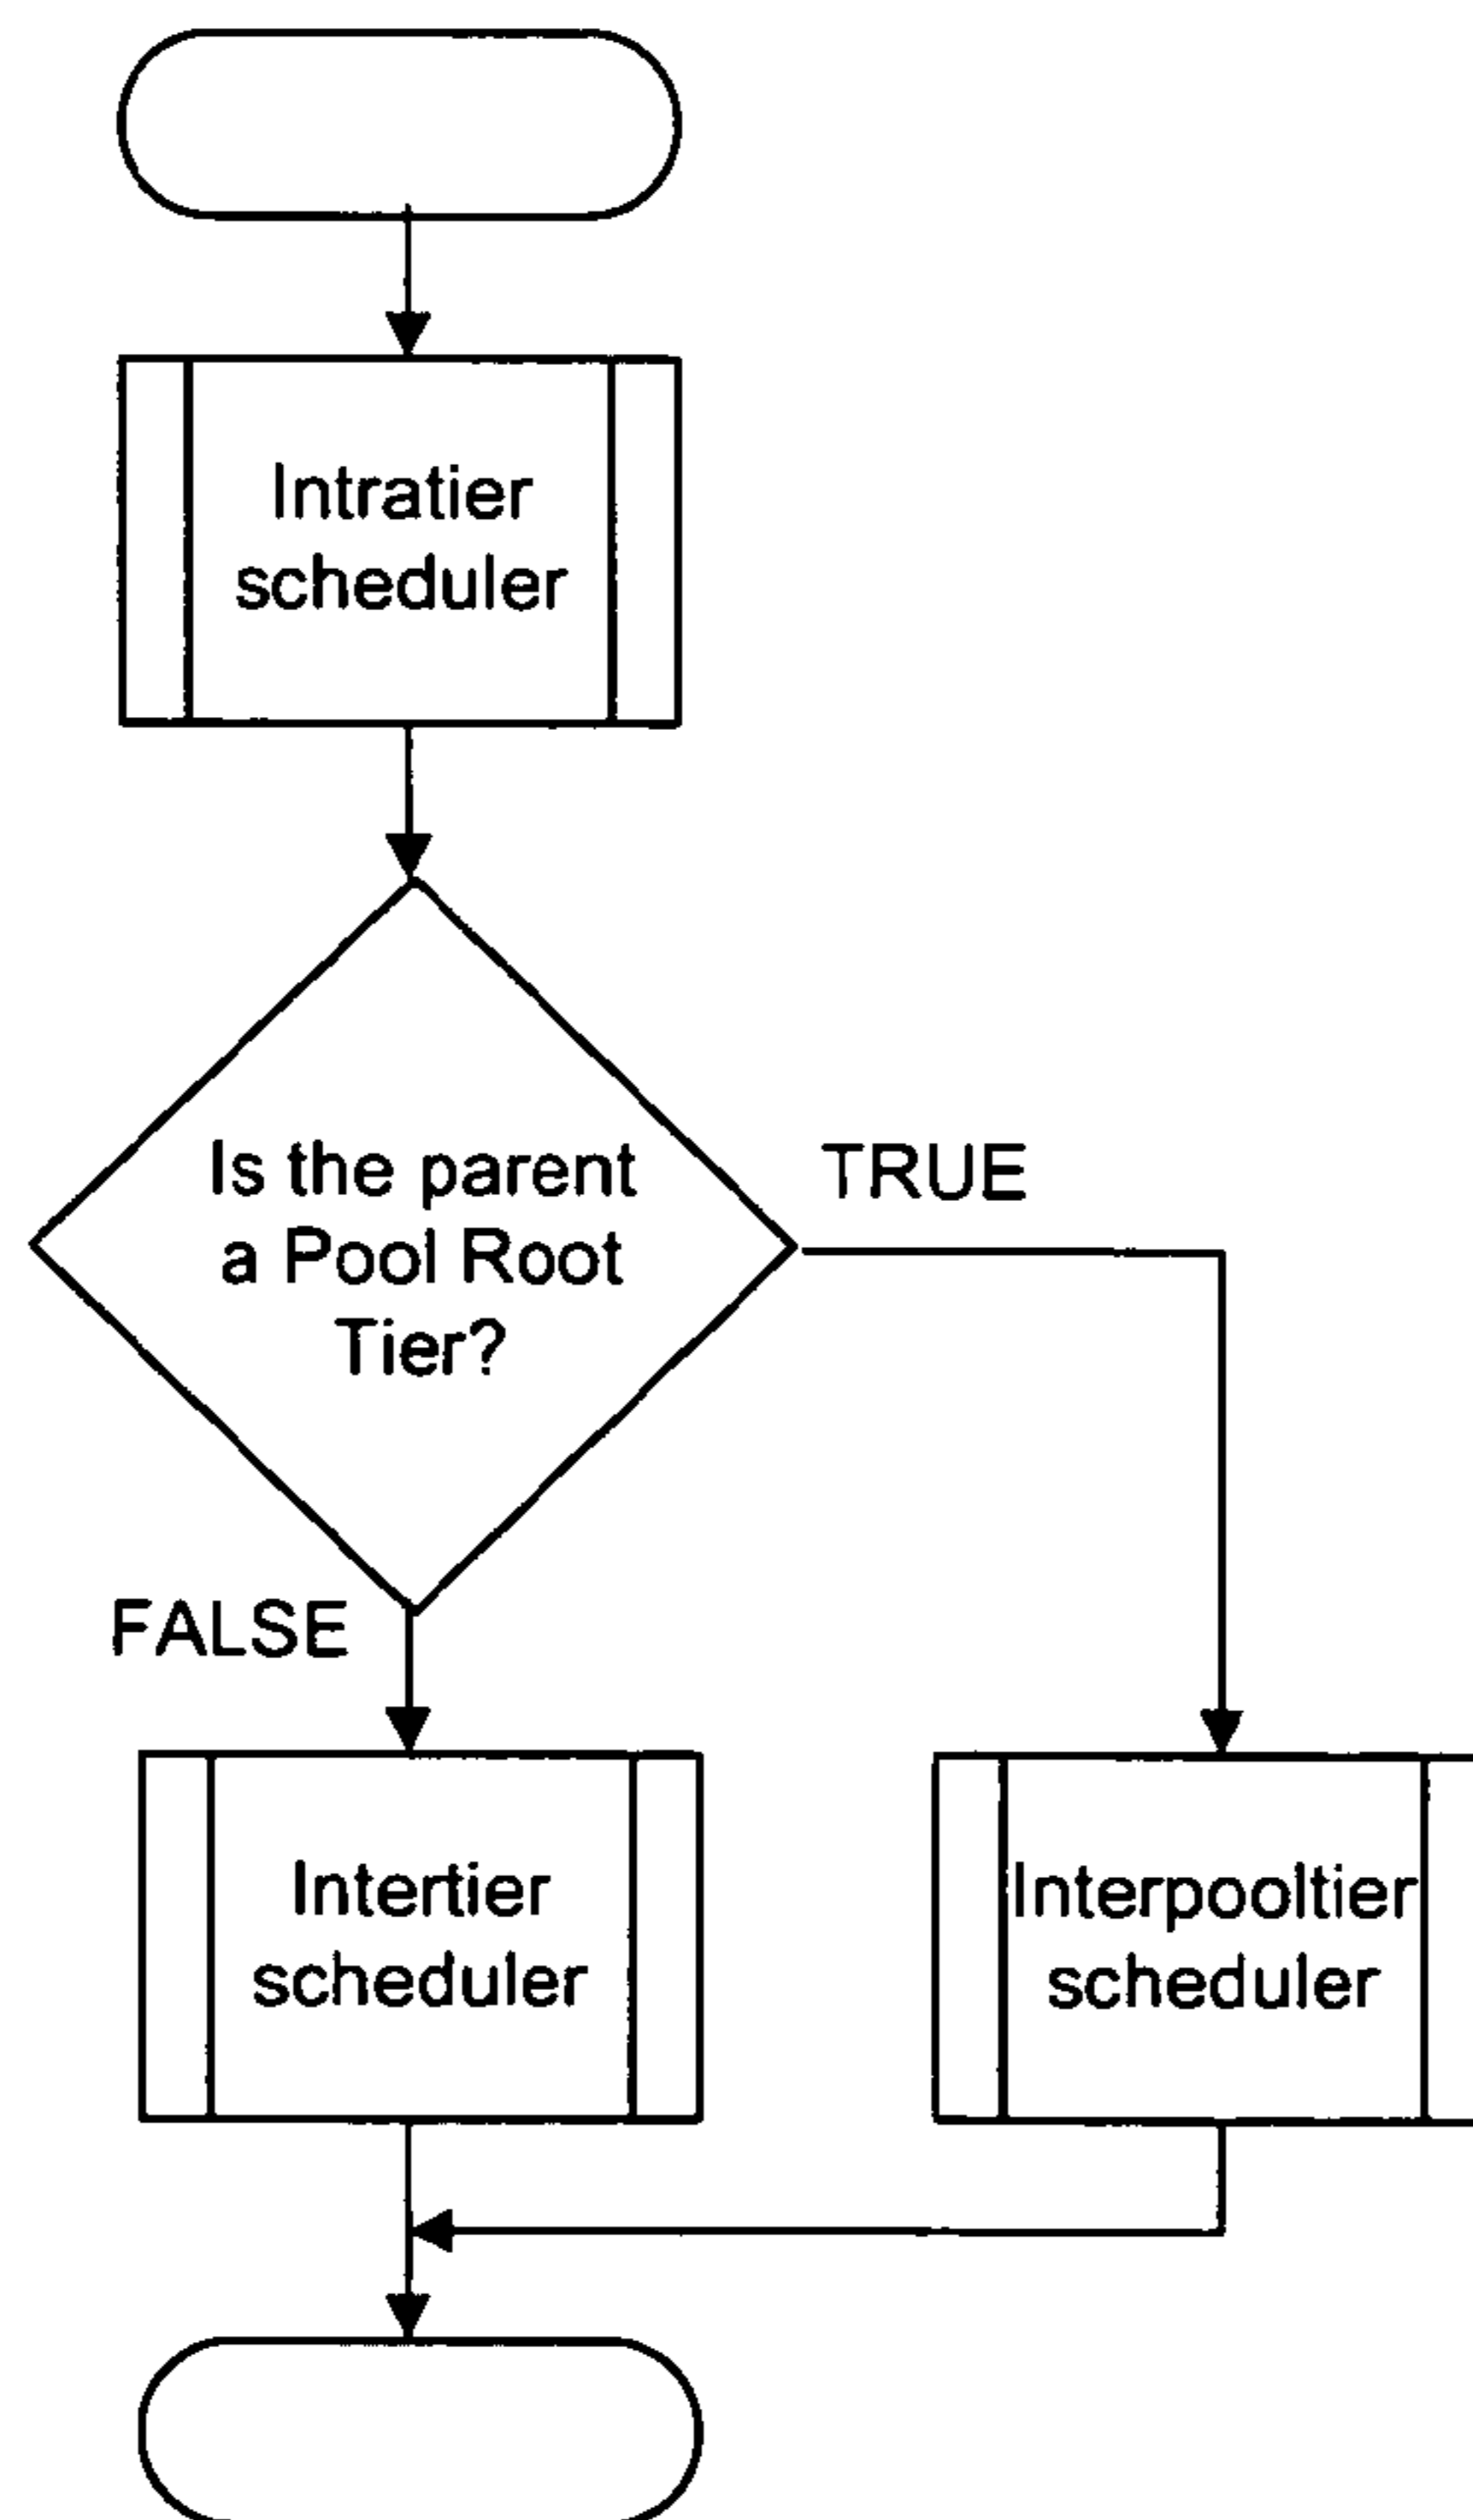 Intratier
scheduler
Is the parent
a Pool Root
Tier?
TRUE
FALSE
Intertier
scheduler
Interpooltier
scheduler